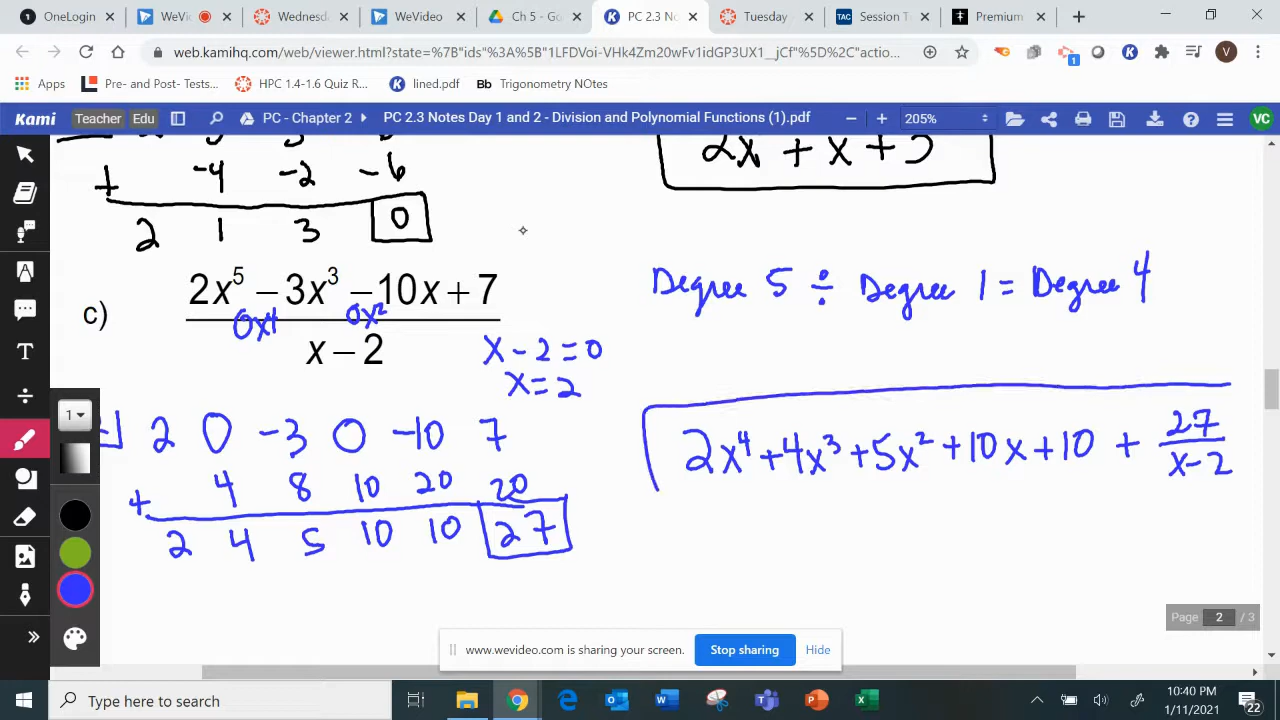 OneLogin
WeVi
Wednesda
WeVideo
Ch 5 - Go
PC 2.3 No
Tuesday
Session T
Premium
web.kamihq.com/web/viewer.html?state=%7B"ids"%3A%5B"1LFDVoi-VHk4Zm20wFv1idGP3UX1_jCf"%5D%2C"actio...
1
V
Apps
Pre- and Post- Tests...
HPC 1.4-1.6 Quiz R...
lined.pdf
Bb Trigonometry NOtes
Kami Teacher Edu PC - Chapter 2 PC 2.3 Notes Day 1 and 2 - Division and Polynomial Functions (1).pdf 205% VC
-4 -2 -6
+
2 1 3 0
2x + x + 3
c)
2x⁵ − 3x³ − 10x + 7
0x⁴ 0x²
x − 2
x - 2 = 0
x = 2
Degree 5 ÷ Degree 1 = Degree 4
2 0 -3 0 -10 7
+ 4 8 10 20 20
2 4 5 10 10 27
2x⁴ + 4x³ + 5x² + 10x + 10 + 27/x-2
1
T
Page 2 / 3
www.wevideo.com is sharing your screen. Stop sharing Hide
Type here to search
10:40 PM
1/11/2021
22